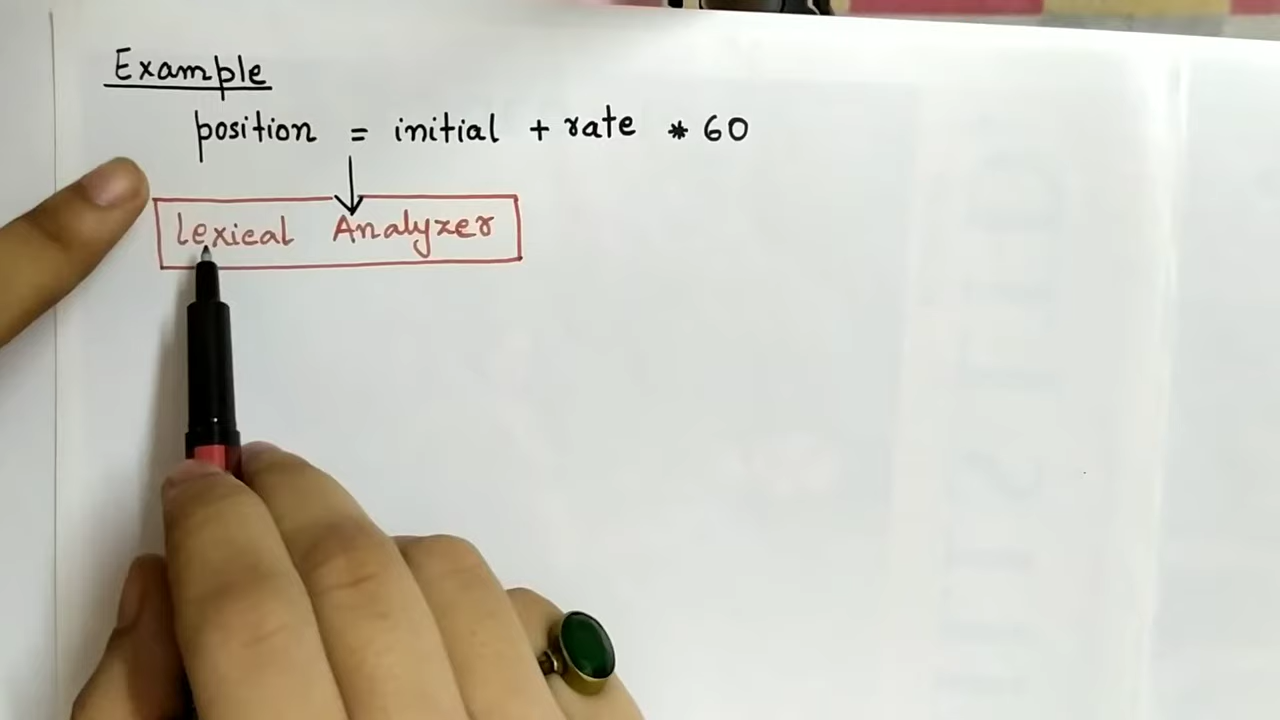 Example
position = initial + rate * 60
Lexical Analyzer